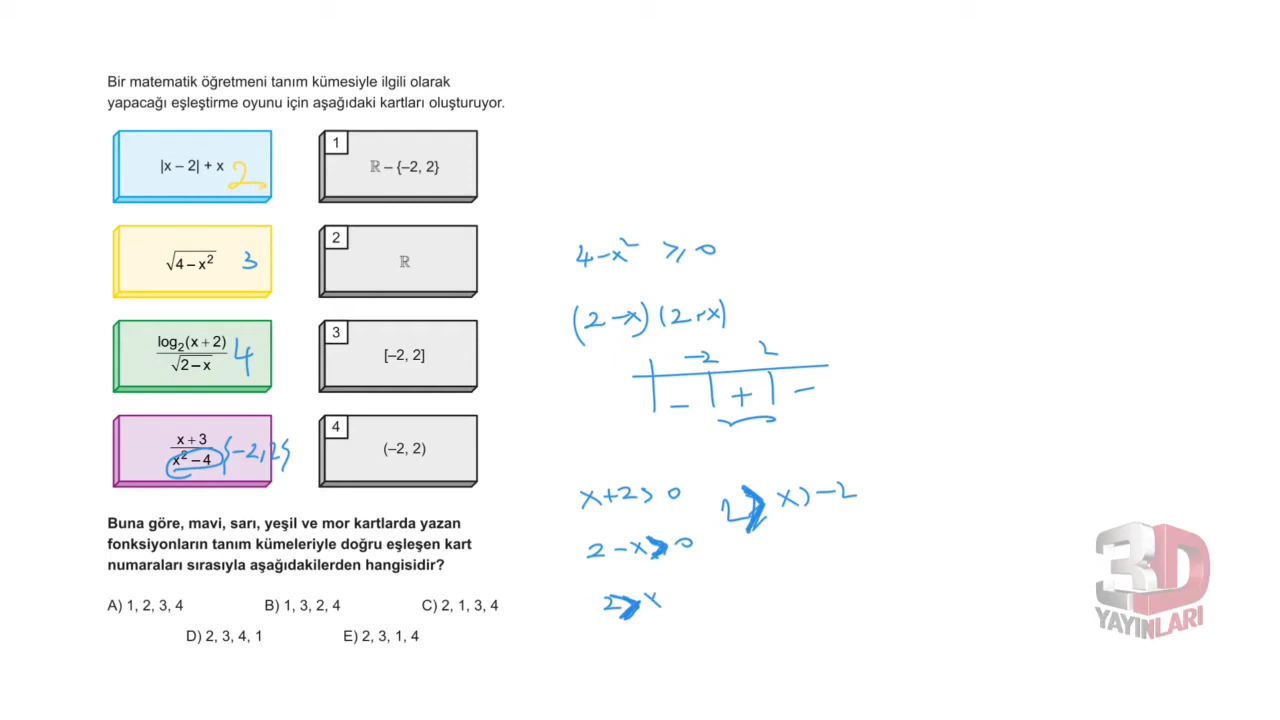 Bir matematik öğretmeni tanım kümesiyle ilgili olarak
yapacağı eşleştirme oyunu için aşağıdaki kartları oluşturuyor.
|x – 2| + x 2
1
ℝ – {–2, 2}
√(4 – x²) 3
2
ℝ
log₂(x + 2) / √(2 – x) 4
3
[–2, 2]
(x + 3) / (x² – 4) {-2, 2}
4
(–2, 2)
Buna göre, mavi, sarı, yeşil ve mor kartlarda yazan
fonksiyonların tanım kümeleriyle doğru eşleşen kart
numaraları sırasıyla aşağıdakilerden hangisidir?
A) 1, 2, 3, 4 B) 1, 3, 2, 4 C) 2, 1, 3, 4
D) 2, 3, 4, 1 E) 2, 3, 1, 4
4-x² ≥ 0
(2-x)(2+x)
-2 2
- + -
x+2 > 0 2 > x > -2
2-x > 0
2 > x
3D
YAYINLARI